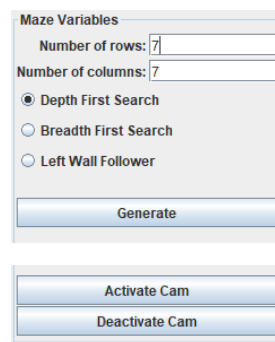 Maze Variables
Number of rows: 7
Number of columns: 7
Depth First Search
Breadth First Search
Left Wall Follower
Generate
Activate Cam
Deactivate Cam